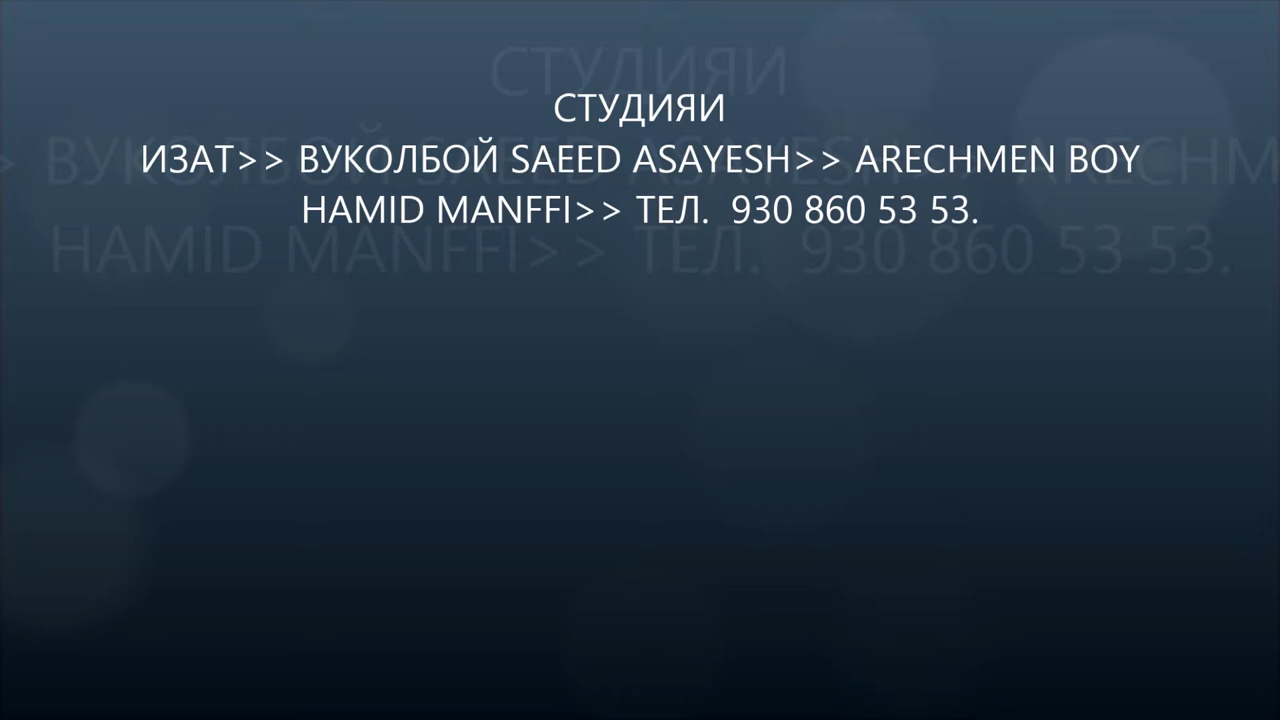 СТУДИЯИ
ИЗАТ>> ВУКОЛБОЙ SAEED ASAYESH>> ARECHMEN BOY
HAMID MANFFI>> ТЕЛ.  930 860 53 53.